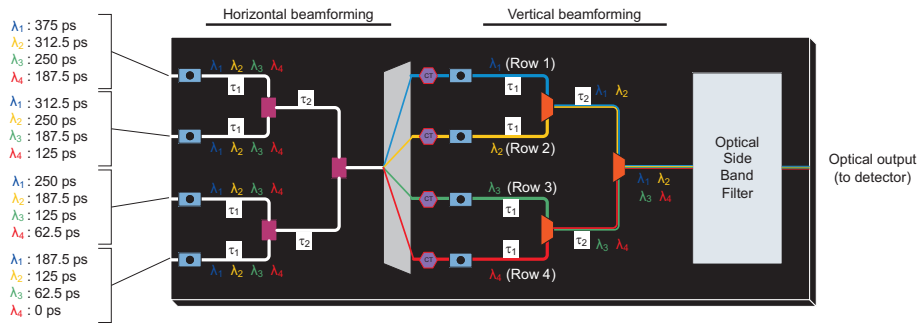 Horizontal beamforming
Vertical beamforming
λ1 : 375 ps
λ2 : 312.5 ps
λ3 : 250 ps
λ4 : 187.5 ps
λ1 : 312.5 ps
λ2 : 250 ps
λ3 : 187.5 ps
λ4 : 125 ps
λ1 : 250 ps
λ2 : 187.5 ps
λ3 : 125 ps
λ4 : 62.5 ps
λ1 : 187.5 ps
λ2 : 125 ps
λ3 : 62.5 ps
λ4 : 0 ps
λ1 λ2 λ3 λ4
τ1
τ2
τ1
λ1 λ2 λ3 λ4
λ1 λ2 λ3 λ4
τ1
τ2
τ1
λ1 λ2 λ3 λ4
CT
λ1 (Row 1)
τ1
τ2
λ1 λ2
CT
τ1
λ2 (Row 2)
CT
λ3 (Row 3)
τ1
τ2
λ3 λ4
CT
τ1
λ4 (Row 4)
λ1 λ2
λ3 λ4
Optical
Side
Band
Filter
Optical output
(to detector)